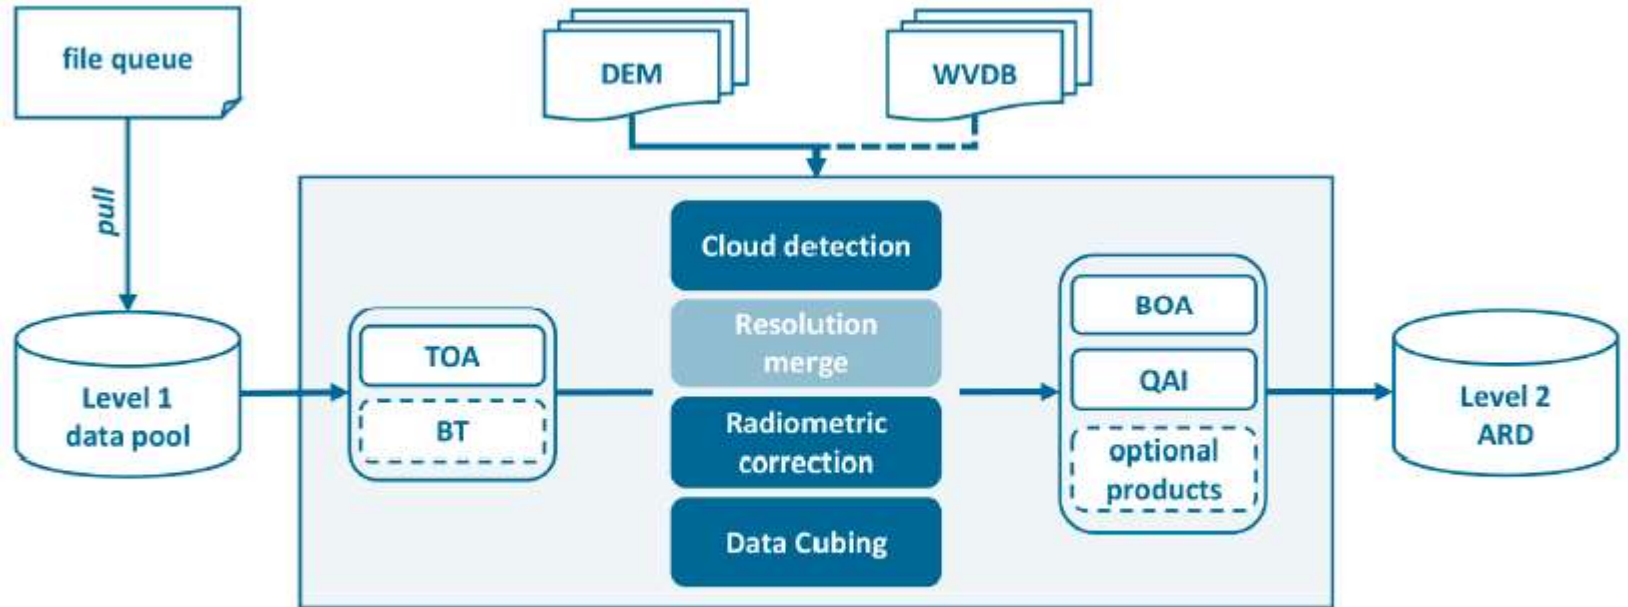 file queue
DEM
WVDB
pull
Cloud detection
Resolution
merge
Radiometric
correction
Data Cubing
Level 1
data pool
TOA
BT
BOA
QAI
optional
products
Level 2
ARD